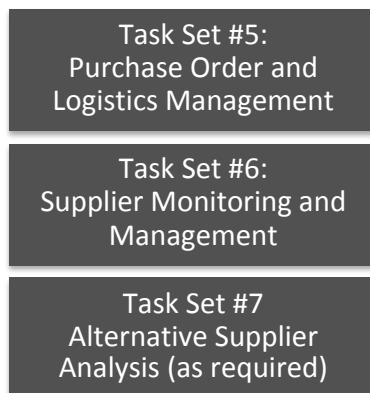 Task Set #5:
Purchase Order and
Logistics Management
Task Set #6:
Supplier Monitoring and
Management
Task Set #7
Alternative Supplier
Analysis (as required)